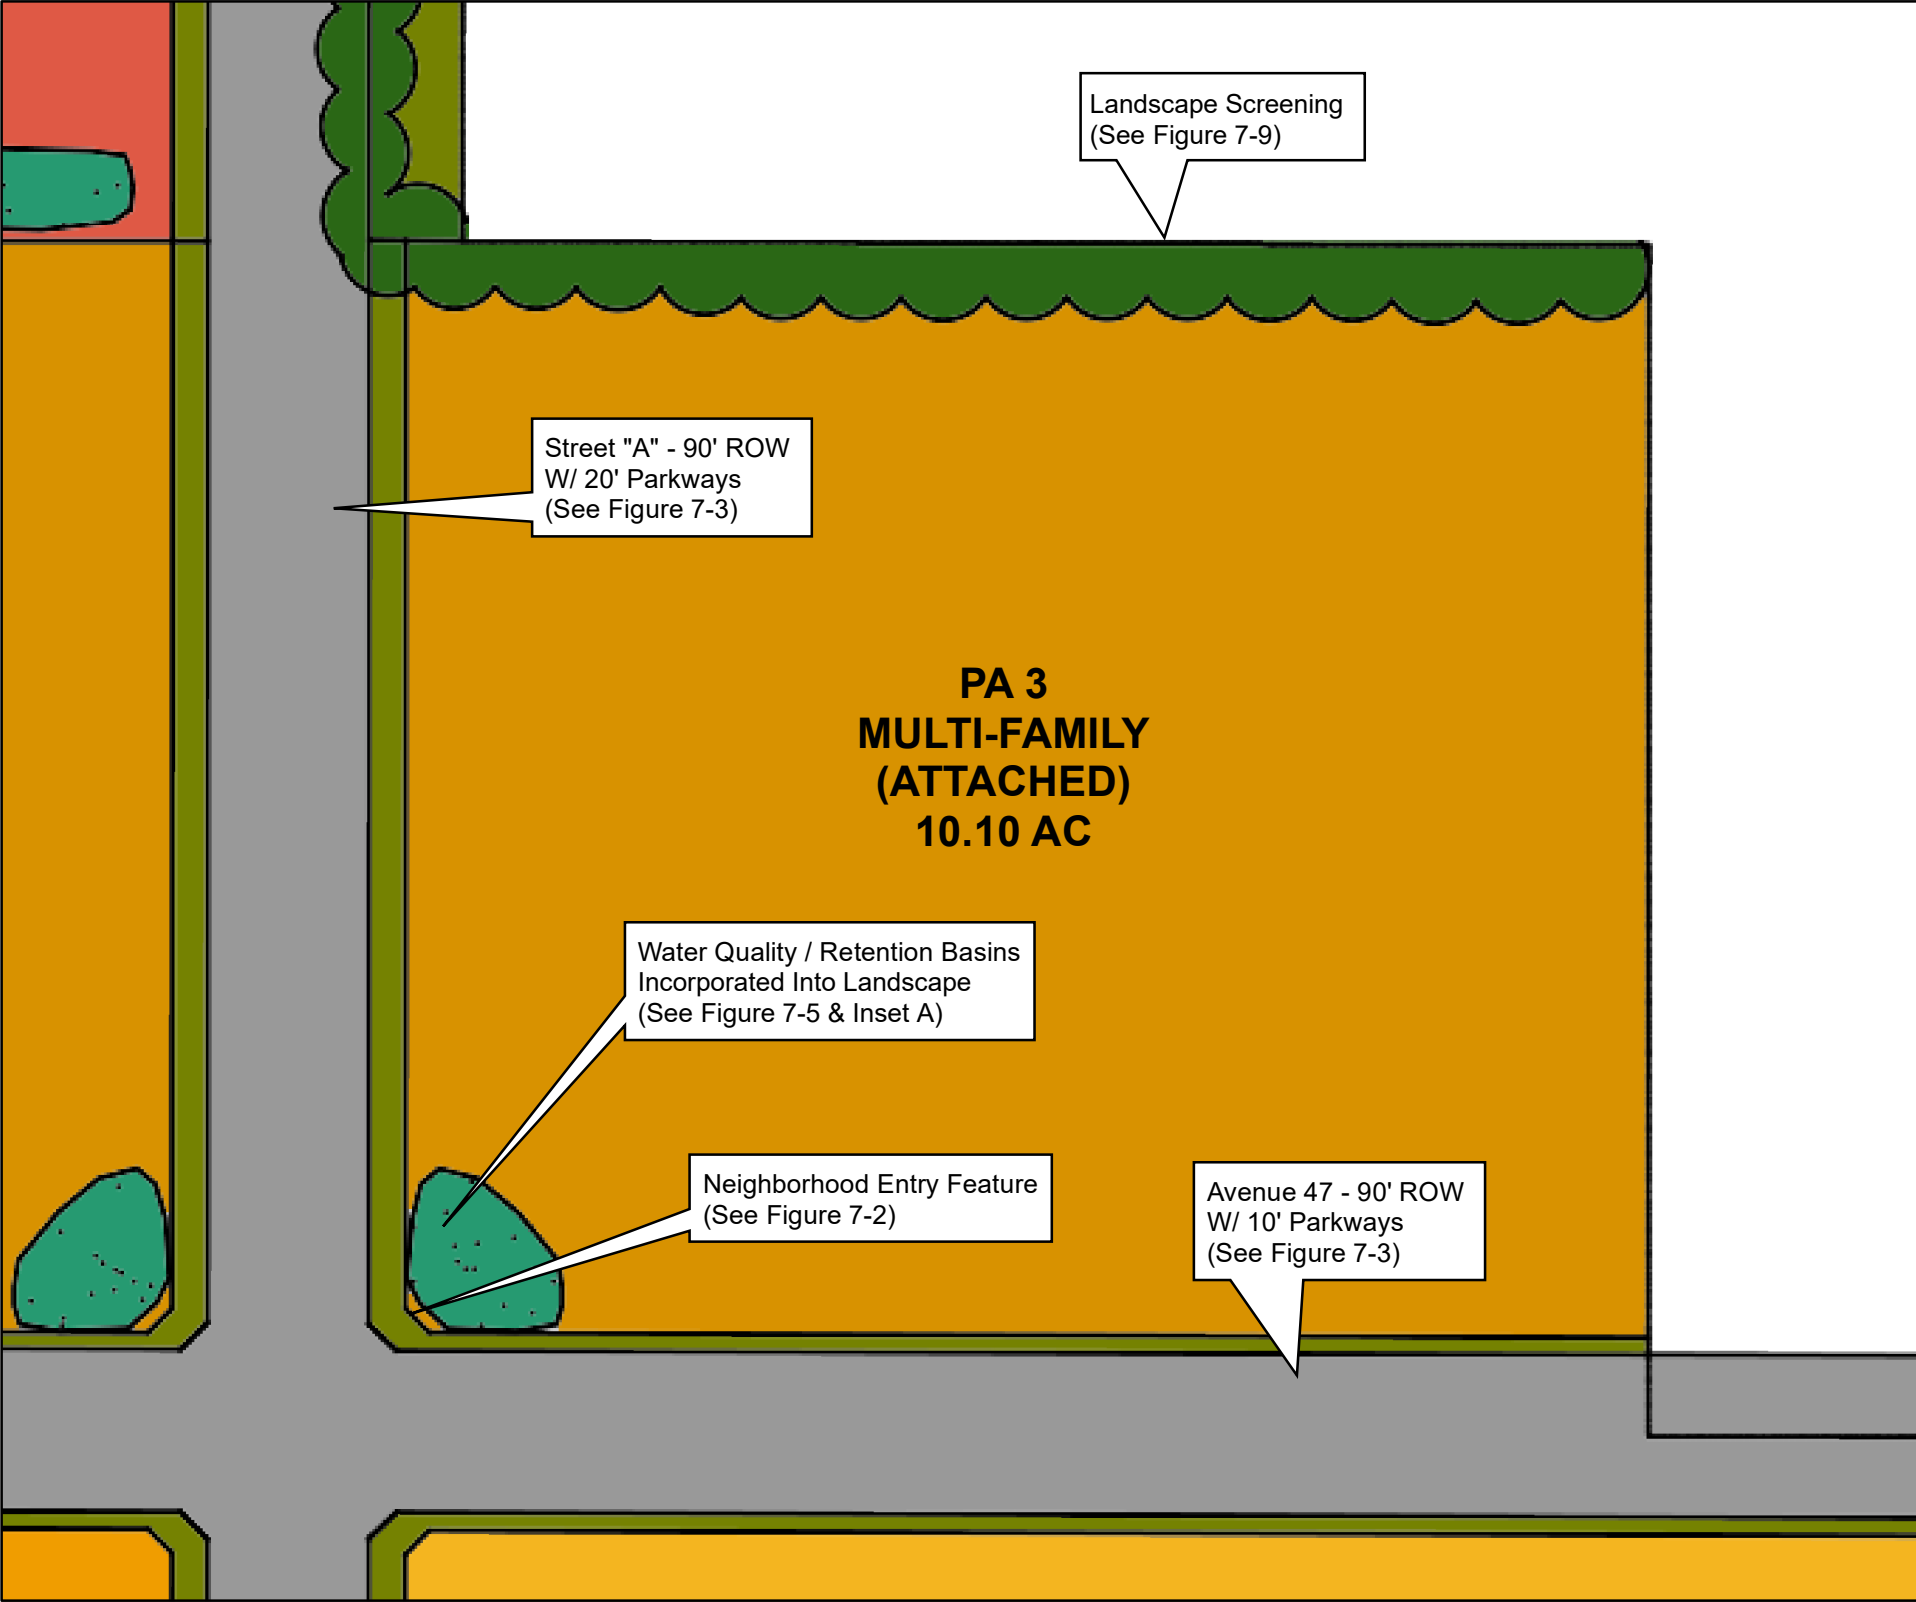 Landscape Screening
(See Figure 7-9)
Street "A" - 90' ROW
W/ 20' Parkways
(See Figure 7-3)
PA 3
MULTI-FAMILY
(ATTACHED)
10.10 AC
Water Quality / Retention Basins
Incorporated Into Landscape
(See Figure 7-5 & Inset A)
Neighborhood Entry Feature
(See Figure 7-2)
Avenue 47 - 90' ROW
W/ 10' Parkways
(See Figure 7-3)